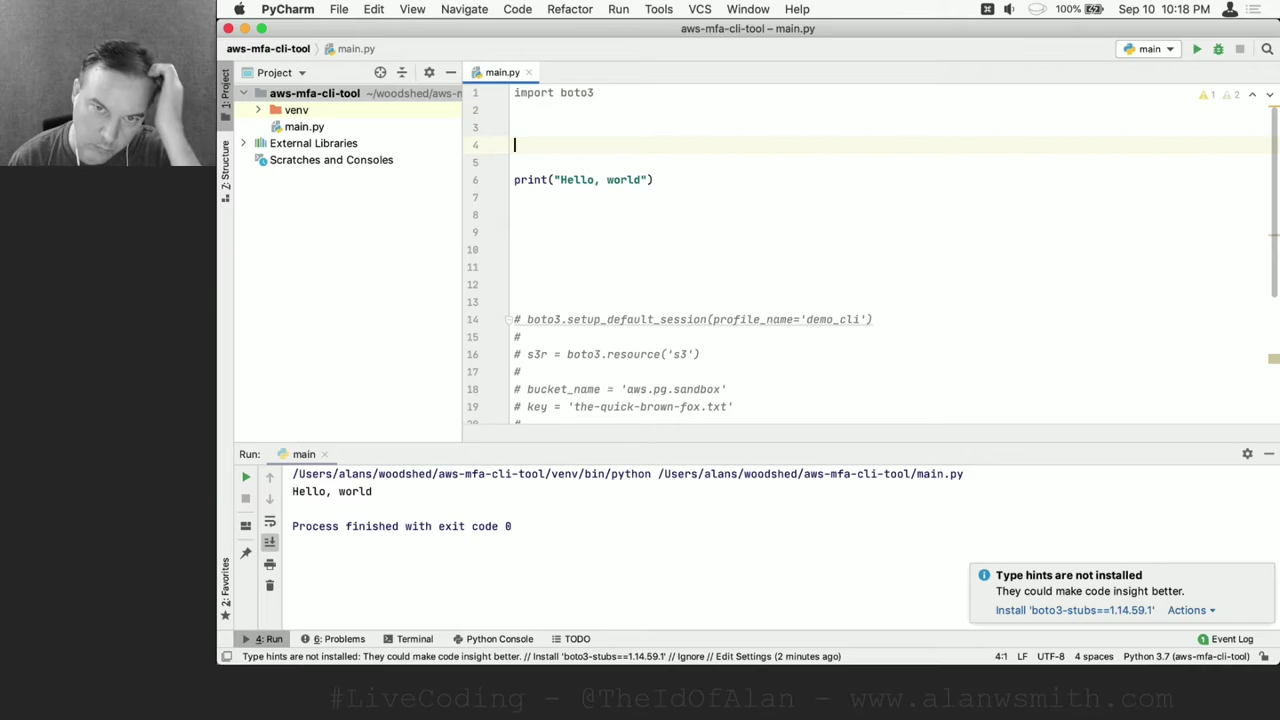 PyCharm File Edit View Navigate Code Refactor Run Tools VCS Window Help 100% Sep 10 10:18 PM
aws-mfa-cli-tool – main.py
aws-mfa-cli-tool main.py main
1: Project
Project
main.py
aws-mfa-cli-tool ~/woodshed/aws-m
venv
main.py
External Libraries
Scratches and Consoles
Z: Structure
1 import boto3
2
3
4
5
6 print("Hello, world")
7
8
9
10
11
12
13
14 # boto3.setup_default_session(profile_name='demo_cli')
15 #
16 # s3r = boto3.resource('s3')
17 #
18 # bucket_name = 'aws.pg.sandbox'
19 # key = 'the-quick-brown-fox.txt'
#
1 2
Run: main
/Users/alans/woodshed/aws-mfa-cli-tool/venv/bin/python /Users/alans/woodshed/aws-mfa-cli-tool/main.py
Hello, world
Process finished with exit code 0
2: Favorites
Type hints are not installed
They could make code insight better.
Install 'boto3-stubs==1.14.59.1' Actions
4: Run 6: Problems Terminal Python Console TODO 1 Event Log
Type hints are not installed: They could make code insight better. // Install 'boto3-stubs==1.14.59.1' // Ignore // Edit Settings (2 minutes ago) 4:1 LF UTF-8 4 spaces Python 3.7 (aws-mfa-cli-tool)
#LiveCoding - @TheIdOfAlan - www.alanwsmith.com